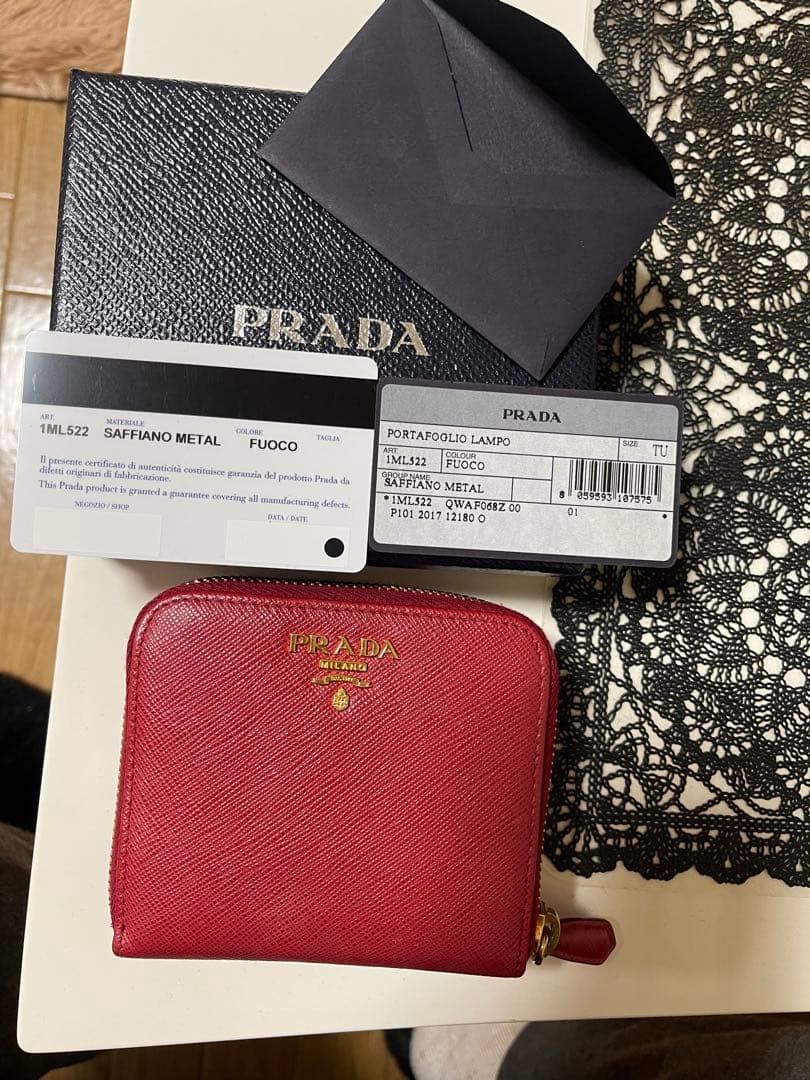 PRADA
ART.
MATERIALE
COLORE
TAGLIA
1ML522 SAFFIANO METAL FUOCO
Il presente certificato di autenticità costituisce garanzia del prodotto Prada da
difetti originari di fabbricazione.
This Prada product is granted a guarantee covering all manufacturing defects.
NEGOZIO / SHOP
DATA / DATE
PRADA
PORTAFOGLIO LAMPO
SIZE TU
ART.
1ML522
COLOUR
FUOCO
GROUP NAME
SAFFIANO METAL
8 059593 107575
*1ML522 QWAF068Z 00 01 *
P101 2017 12180 O
PRADA
MILANO